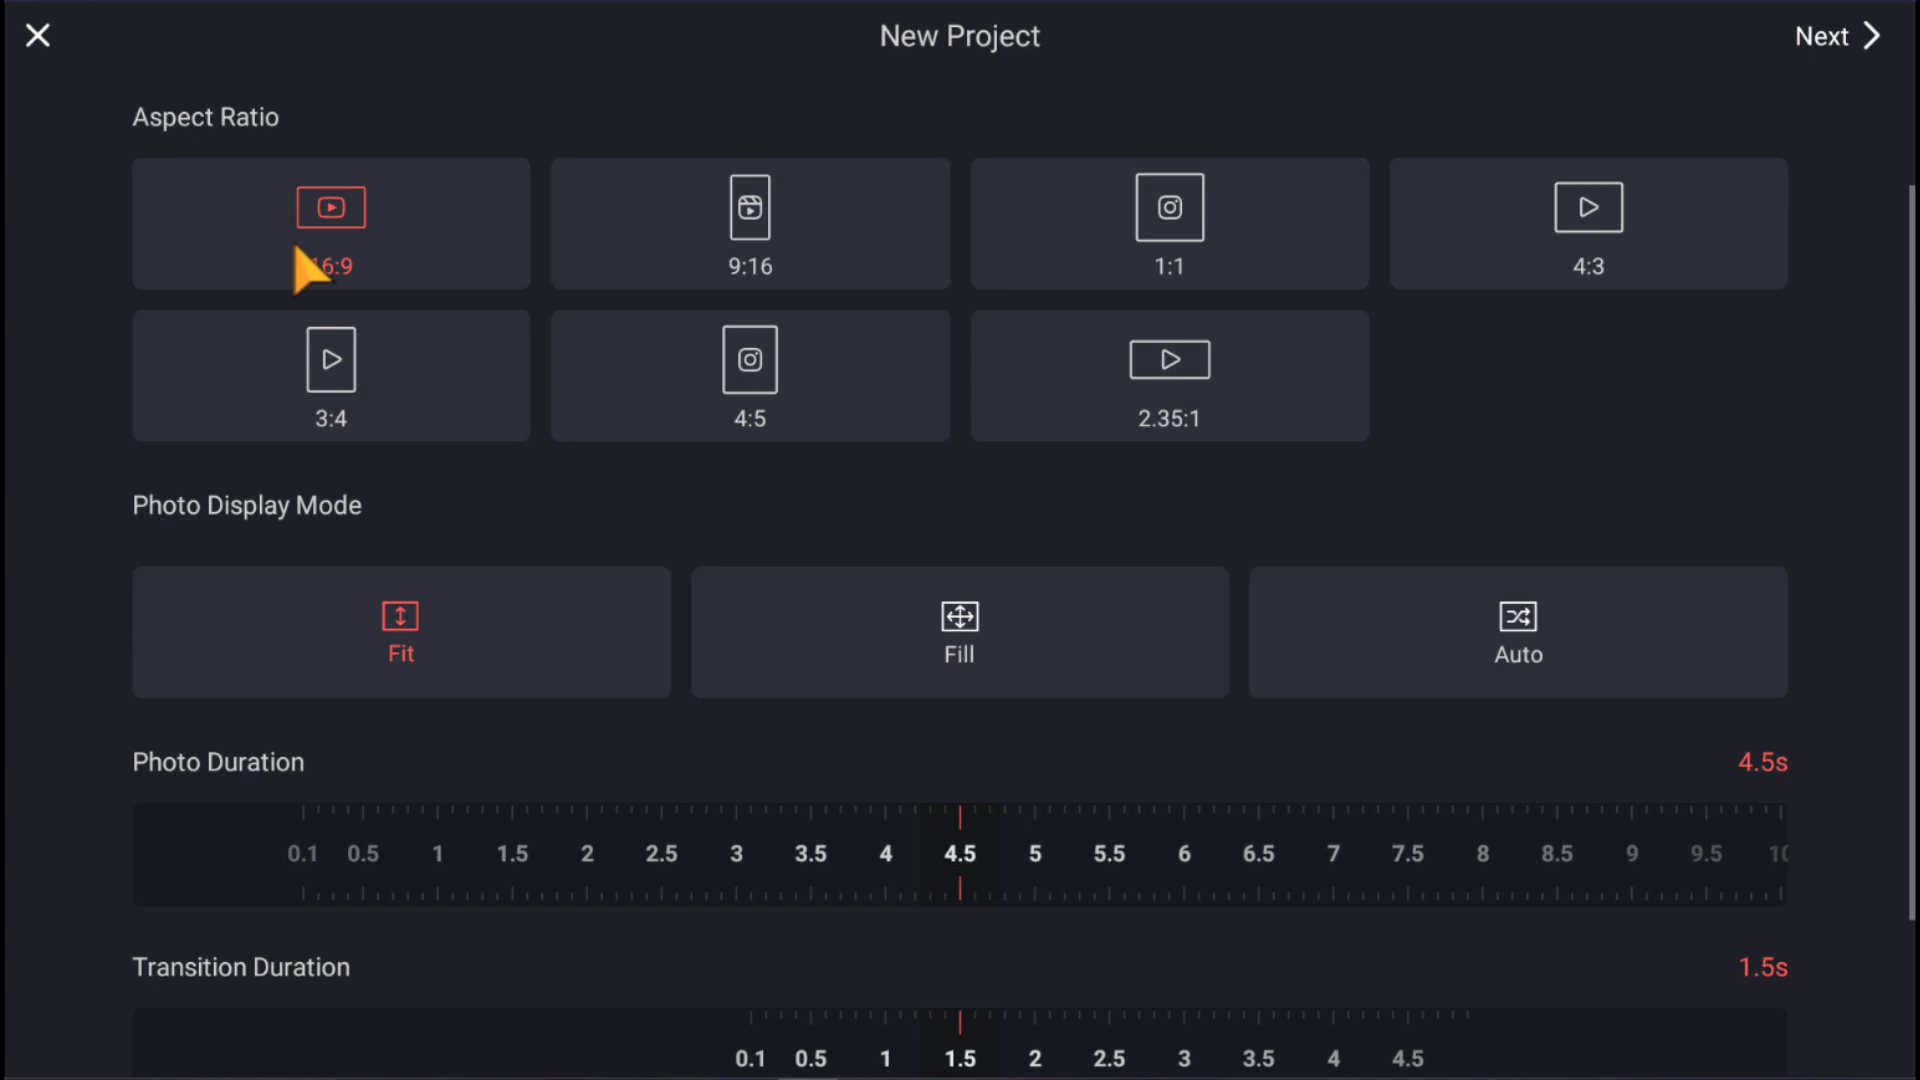 New Project
Next
Aspect Ratio
16:9
9:16
1:1
4:3
3:4
4:5
2.35:1
Photo Display Mode
Fit
Fill
Auto
Photo Duration
4.5s
0.1 0.5 1 1.5 2 2.5 3 3.5 4 4.5 5 5.5 6 6.5 7 7.5 8 8.5 9 9.5 10
Transition Duration
1.5s
0.1 0.5 1 1.5 2 2.5 3 3.5 4 4.5